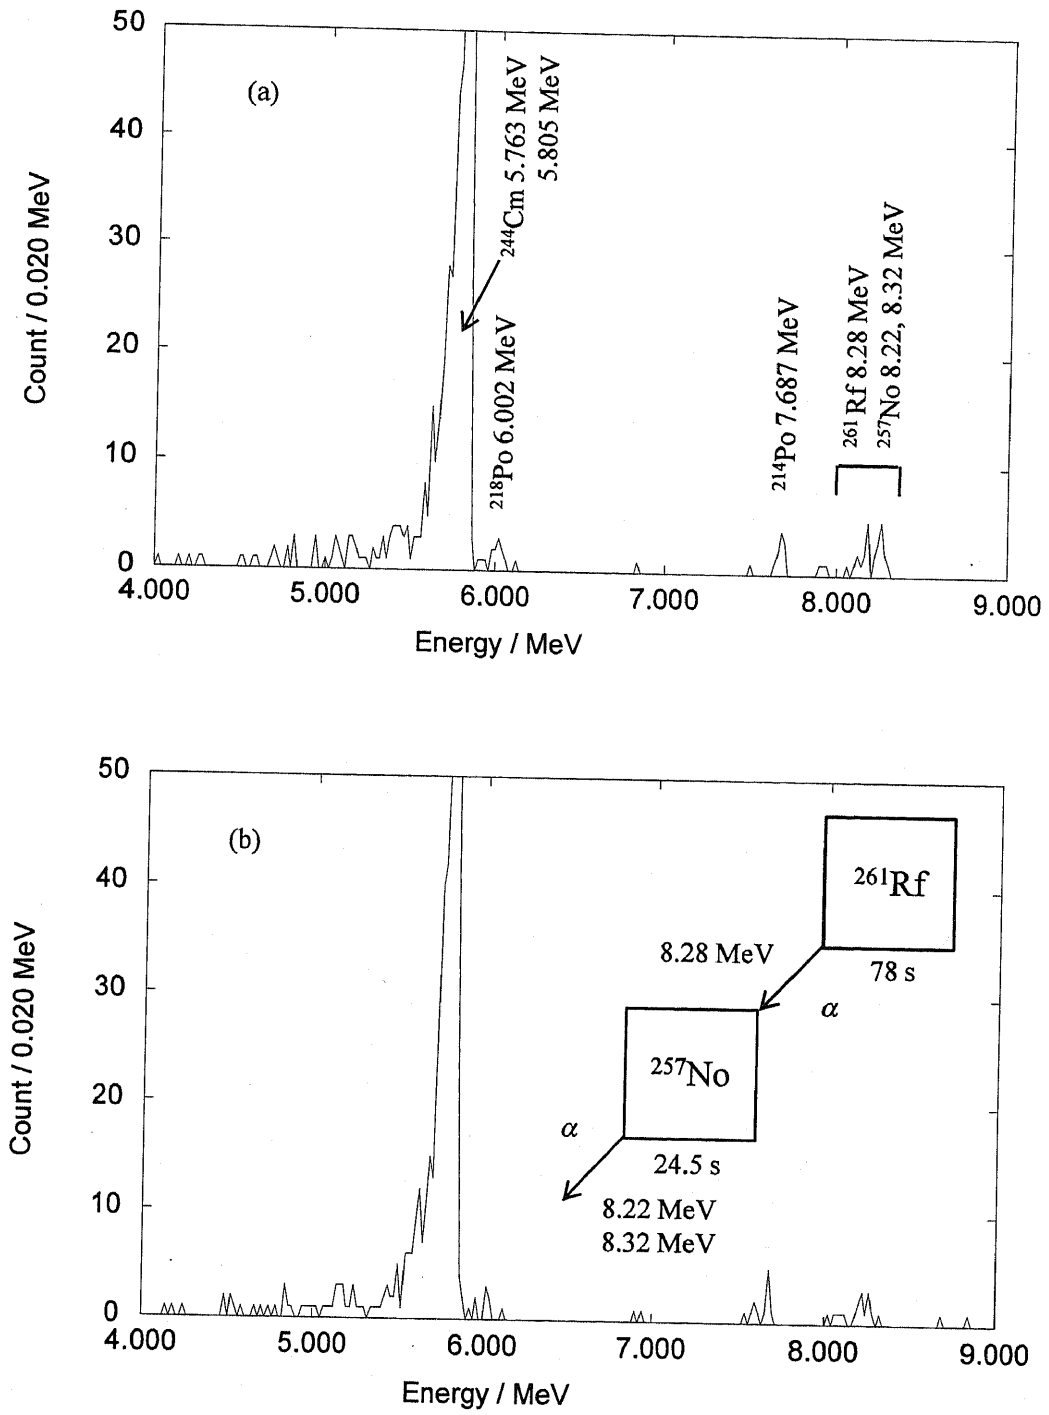 50
(a)
40
30
20
10
0
4.000 5.000 6.000 7.000 8.000 9.000
Energy / MeV
Count / 0.020 MeV
²⁴⁴Cm 5.763 MeV
5.805 MeV
²¹⁸Po 6.002 MeV
²¹⁴Po 7.687 MeV
²⁶¹Rf 8.28 MeV
²⁵⁷No 8.22, 8.32 MeV
50
(b)
40
30
20
10
0
4.000 5.000 6.000 7.000 8.000 9.000
Energy / MeV
Count / 0.020 MeV
²⁶¹Rf
78 s
8.28 MeV
α
²⁵⁷No
24.5 s
α
8.22 MeV
8.32 MeV